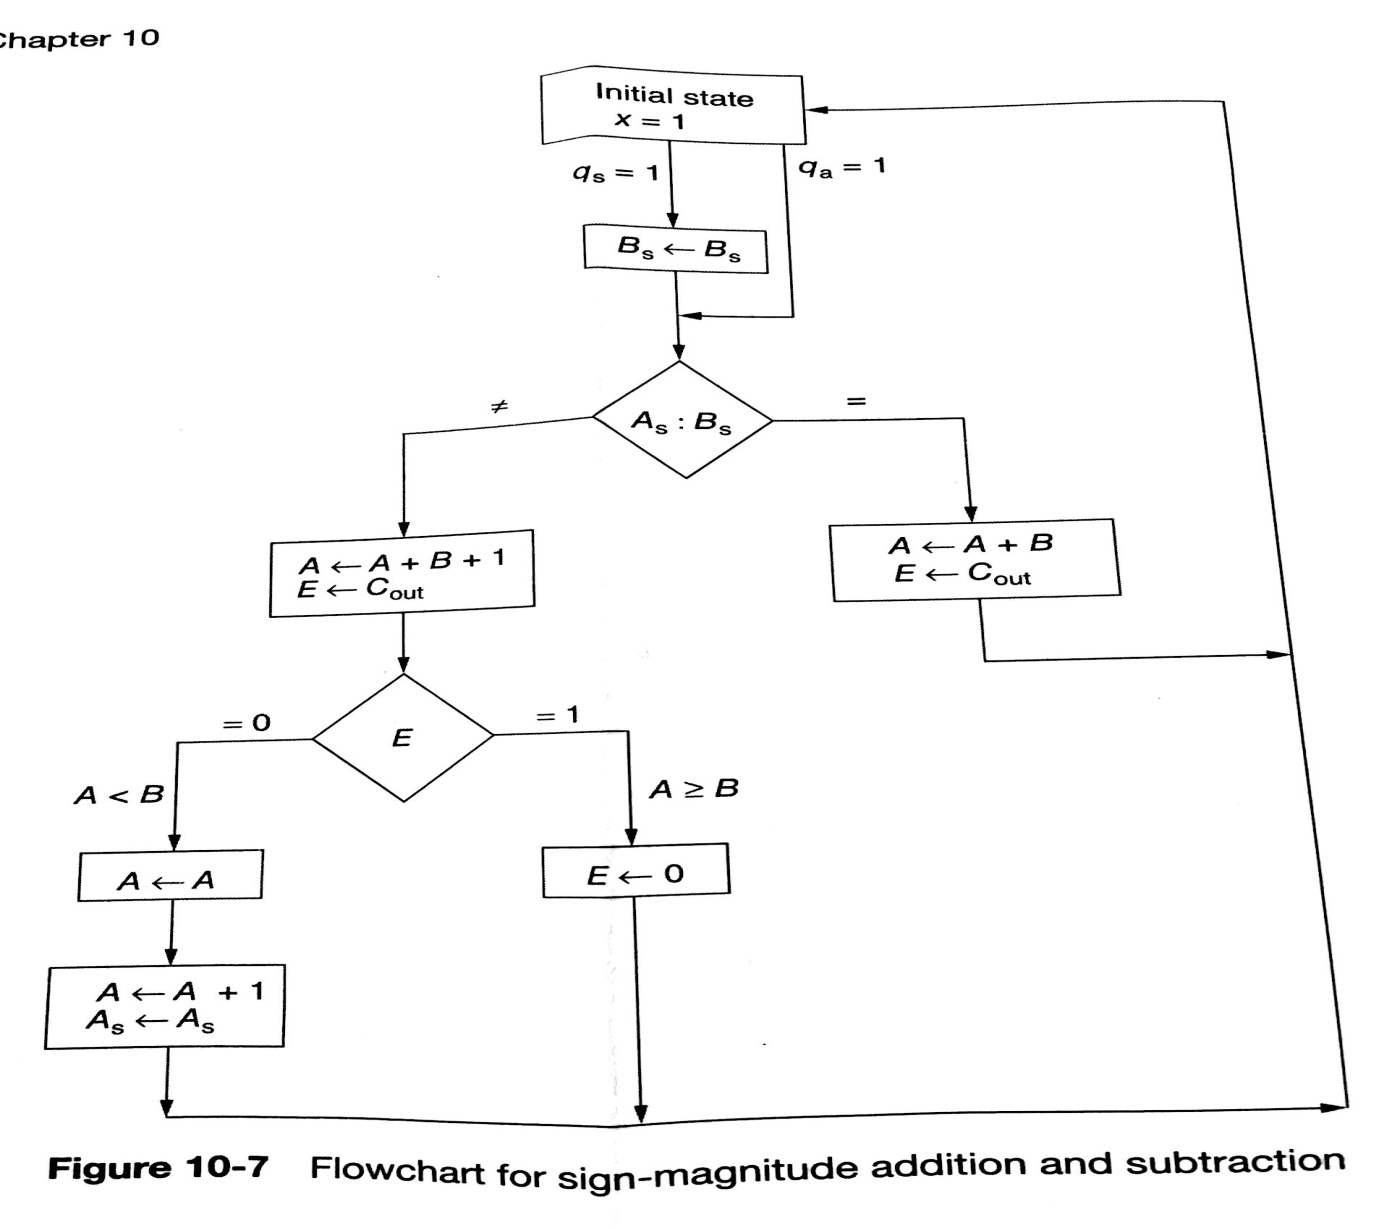 Chapter 10
Initial state
x = 1
qs = 1
qa = 1
Bs ← Bs
≠
As : Bs
=
A ← A + B + 1
E ← Cout
A ← A + B
E ← Cout
= 0
E
= 1
A < B
A ≥ B
A ← A
E ← 0
A ← A + 1
As ← As
Figure 10-7 Flowchart for sign-magnitude addition and subtraction